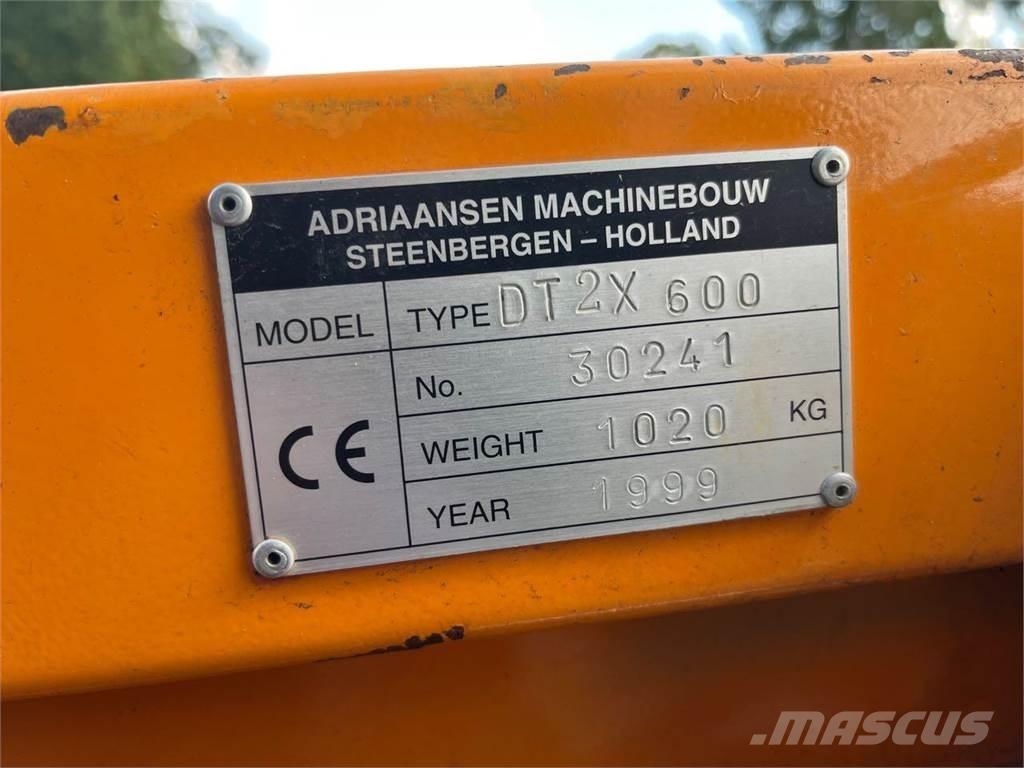 ADRIAANSEN MACHINEBOUW
STEENBERGEN – HOLLAND
MODEL TYPE DT2X 600
No. 30241
CE WEIGHT 1020 KG
YEAR 1999
MASCUS